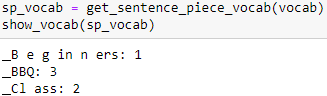 sp_vocab = get_sentence_piece_vocab(vocab)
show_vocab(sp_vocab)
_B e g in n ers: 1
_BBQ: 3
_Cl ass: 2